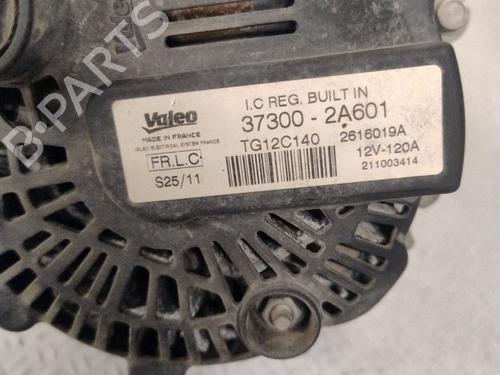 I.C REG. BUILT IN
Valeo
37300 - 2A601
MADE IN FRANCE
VALEO ELECTRICAL SYSTEM FRANCE
TG12C140 2616019A
FR.L.C
12V-120A
S25/11
211003414
B-PARTS